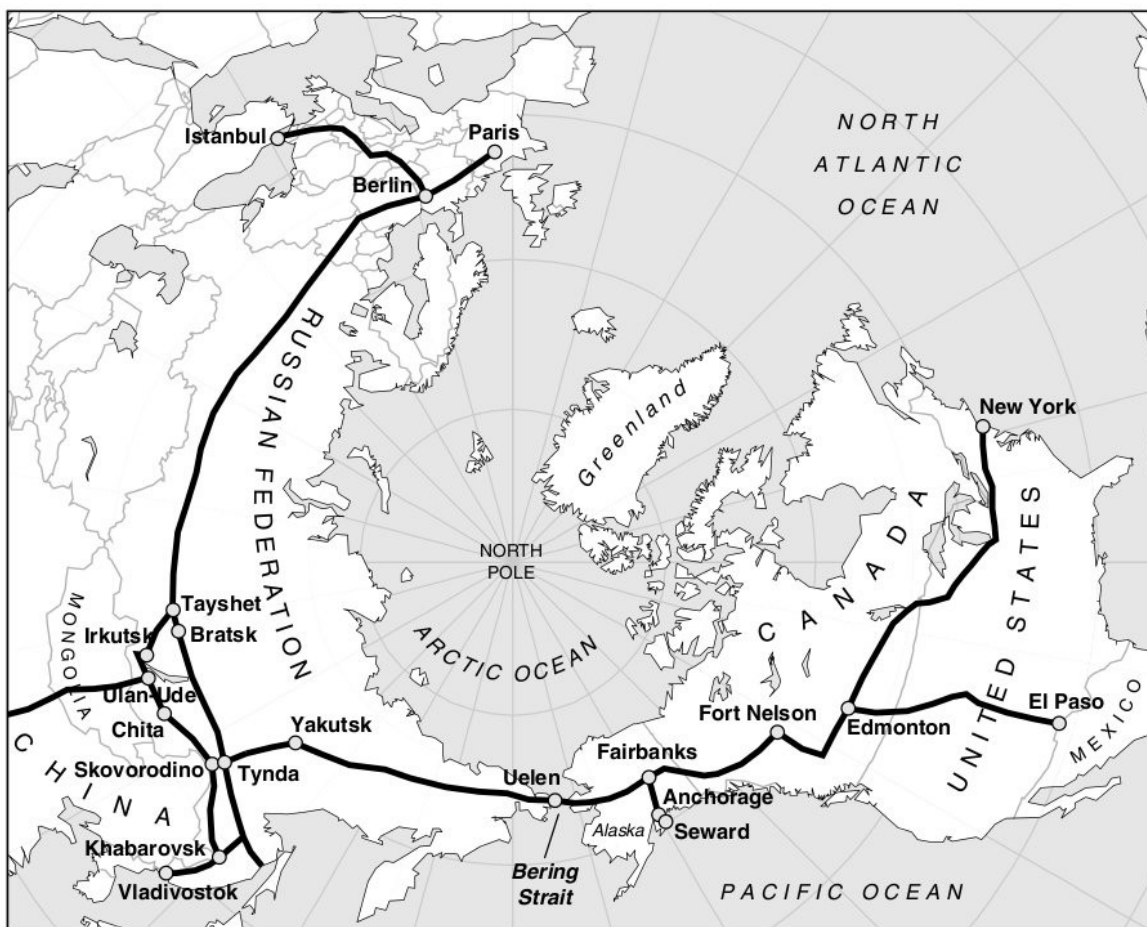 NORTH
ATLANTIC
OCEAN
Istanbul
Paris
Berlin
RUSSIAN FEDERATION
Greenland
New York
NORTH
POLE
ARCTIC OCEAN
CANADA
UNITED STATES
MONGOLIA
Tayshet
Bratsk
Irkutsk
Ulan-Ude
Chita
CHINA
Skovorodino
Tynda
Yakutsk
Khabarovsk
Vladivostok
Uelen
Bering
Strait
Fairbanks
Anchorage
Seward
Alaska
Fort Nelson
Edmonton
El Paso
MEXICO
PACIFIC OCEAN